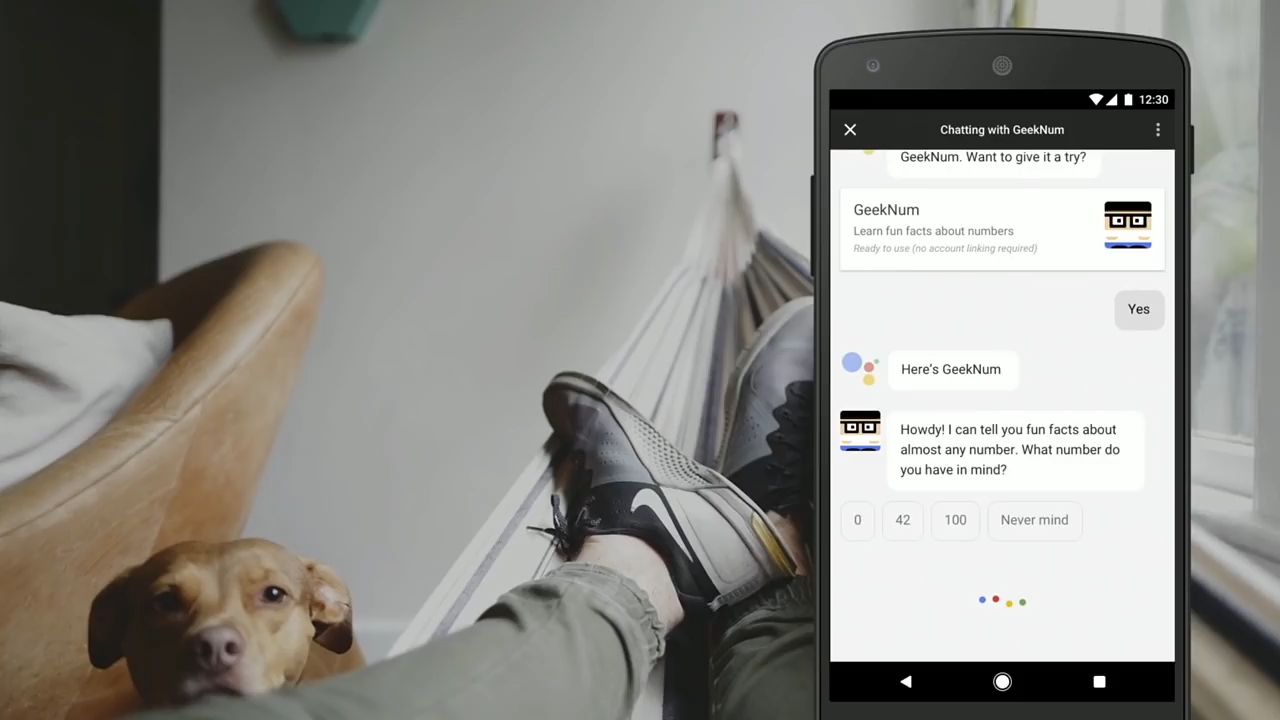 12:30
Chatting with GeekNum
GeekNum. Want to give it a try?
GeekNum
Learn fun facts about numbers
Ready to use (no account linking required)
Yes
Here's GeekNum
Howdy! I can tell you fun facts about
almost any number. What number do
you have in mind?
0 42 100 Never mind